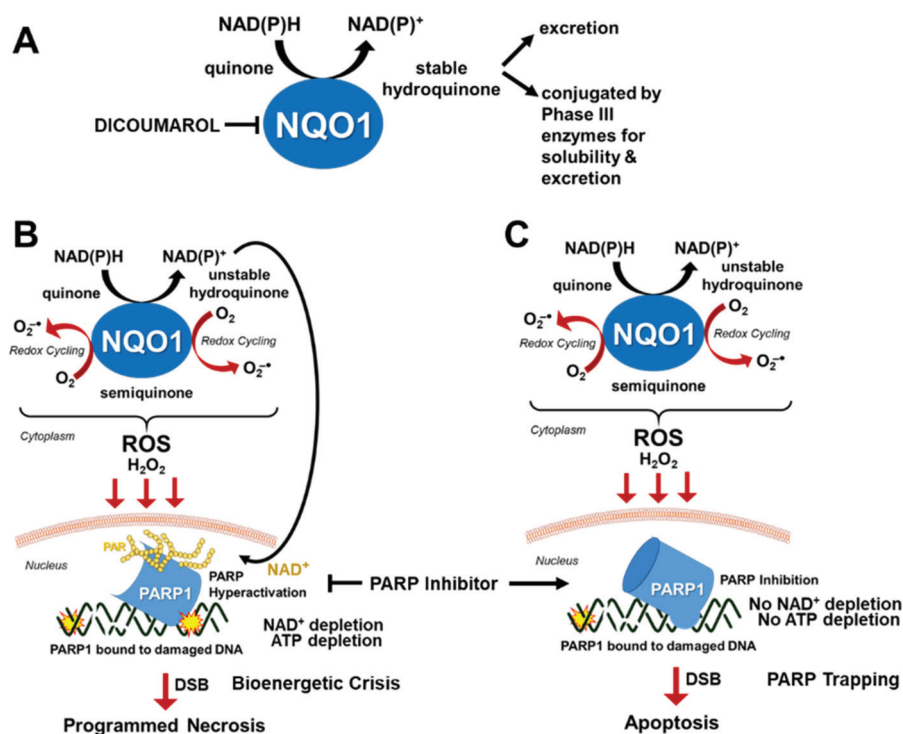 A
NAD(P)H
NAD(P)+
quinone
stable
hydroquinone
excretion
conjugated by
Phase III
enzymes for
solubility &
excretion
DICOUMAROL
NQO1
B
NAD(P)H
NAD(P)+
quinone
unstable
hydroquinone
O2−•
O2
NQO1
Redox Cycling
Redox Cycling
O2
O2−•
semiquinone
Cytoplasm
ROS
H2O2
PAR
Nucleus
PARP1
PARP
Hyperactivation
NAD+
NAD+ depletion
ATP depletion
PARP1 bound to damaged DNA
DSB
Bioenergetic Crisis
Programmed Necrosis
PARP Inhibitor
C
NAD(P)H
NAD(P)+
quinone
unstable
hydroquinone
O2−•
O2
NQO1
Redox Cycling
Redox Cycling
O2
O2−•
semiquinone
Cytoplasm
ROS
H2O2
Nucleus
PARP1
PARP Inhibition
No NAD+ depletion
No ATP depletion
PARP1 bound to damaged DNA
DSB
PARP Trapping
Apoptosis